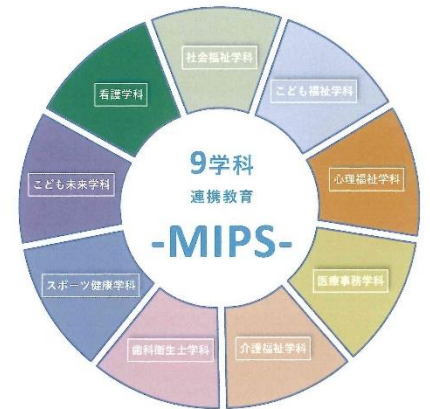 社会福祉学科
こども福祉学科
心理福祉学科
医療事務学科
介護福祉学科
歯科衛生士学科
スポーツ健康学科
こども未来学科
看護学科
9学科
連携教育
-MIPS-